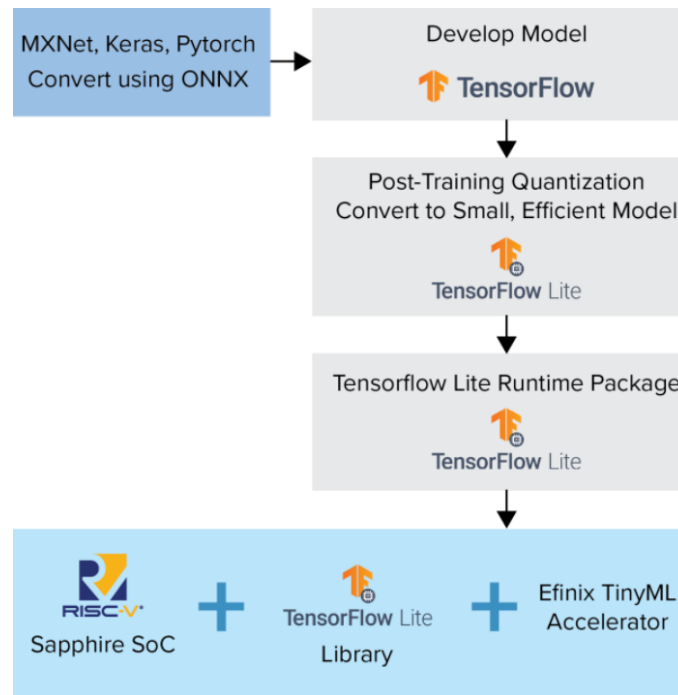 MXNet, Keras, Pytorch
Convert using ONNX
Develop Model
TensorFlow
Post-Training Quantization
Convert to Small, Efficient Model
TensorFlow Lite
Tensorflow Lite Runtime Package
TensorFlow Lite
RISC-V®
Sapphire SoC
+
TensorFlow Lite
Library
+
Efinix TinyML
Accelerator